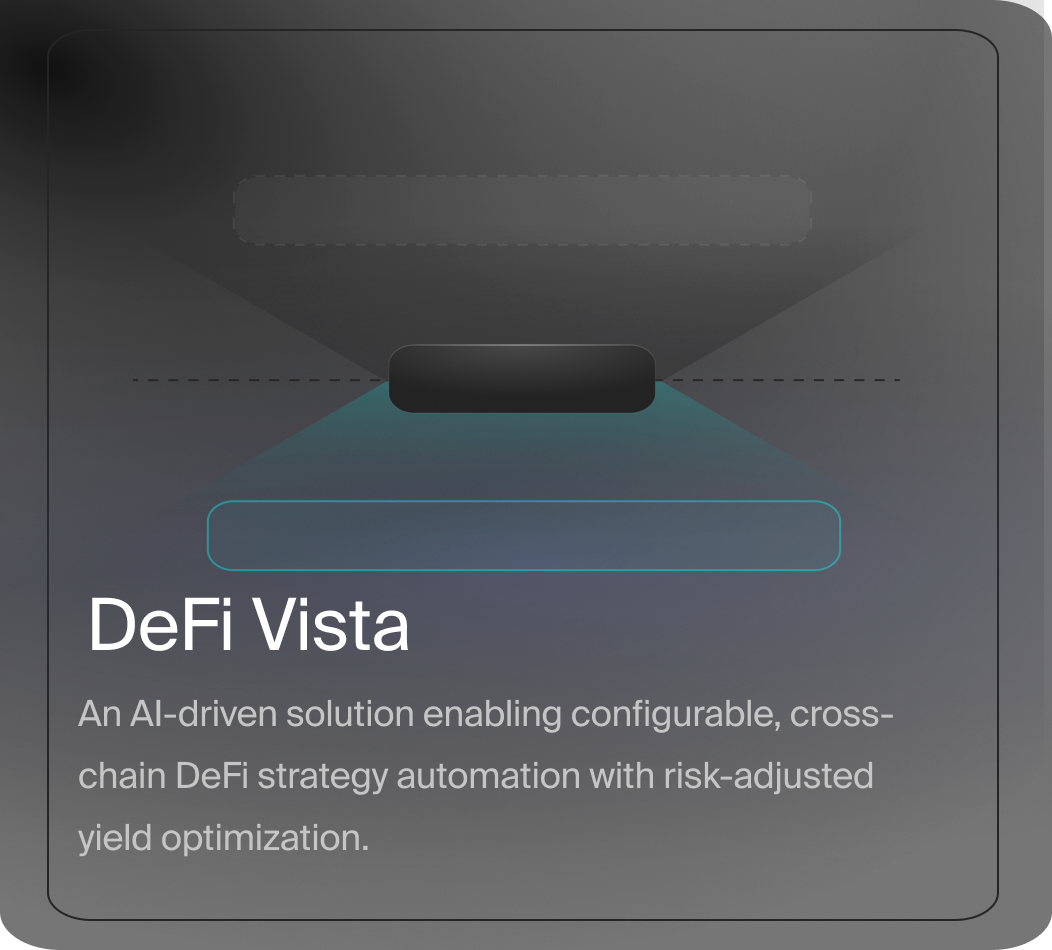 DeFi Vista
An AI-driven solution enabling configurable, cross-
chain DeFi strategy automation with risk-adjusted
yield optimization.